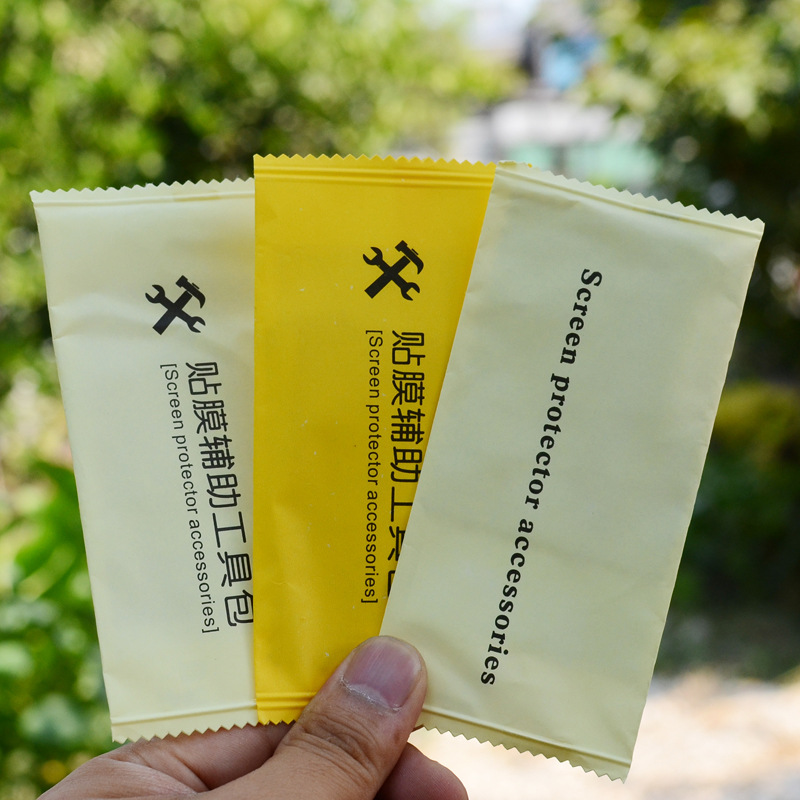 贴膜辅助工具包
[Screen protector accessories]
贴膜辅助工具包
[Screen protector accessories]
Screen protector accessories